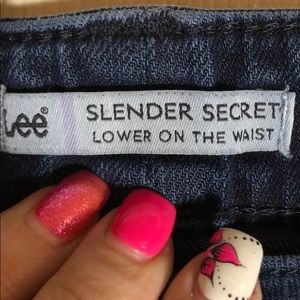 Lee®
SLENDER SECRET
LOWER ON THE WAIST